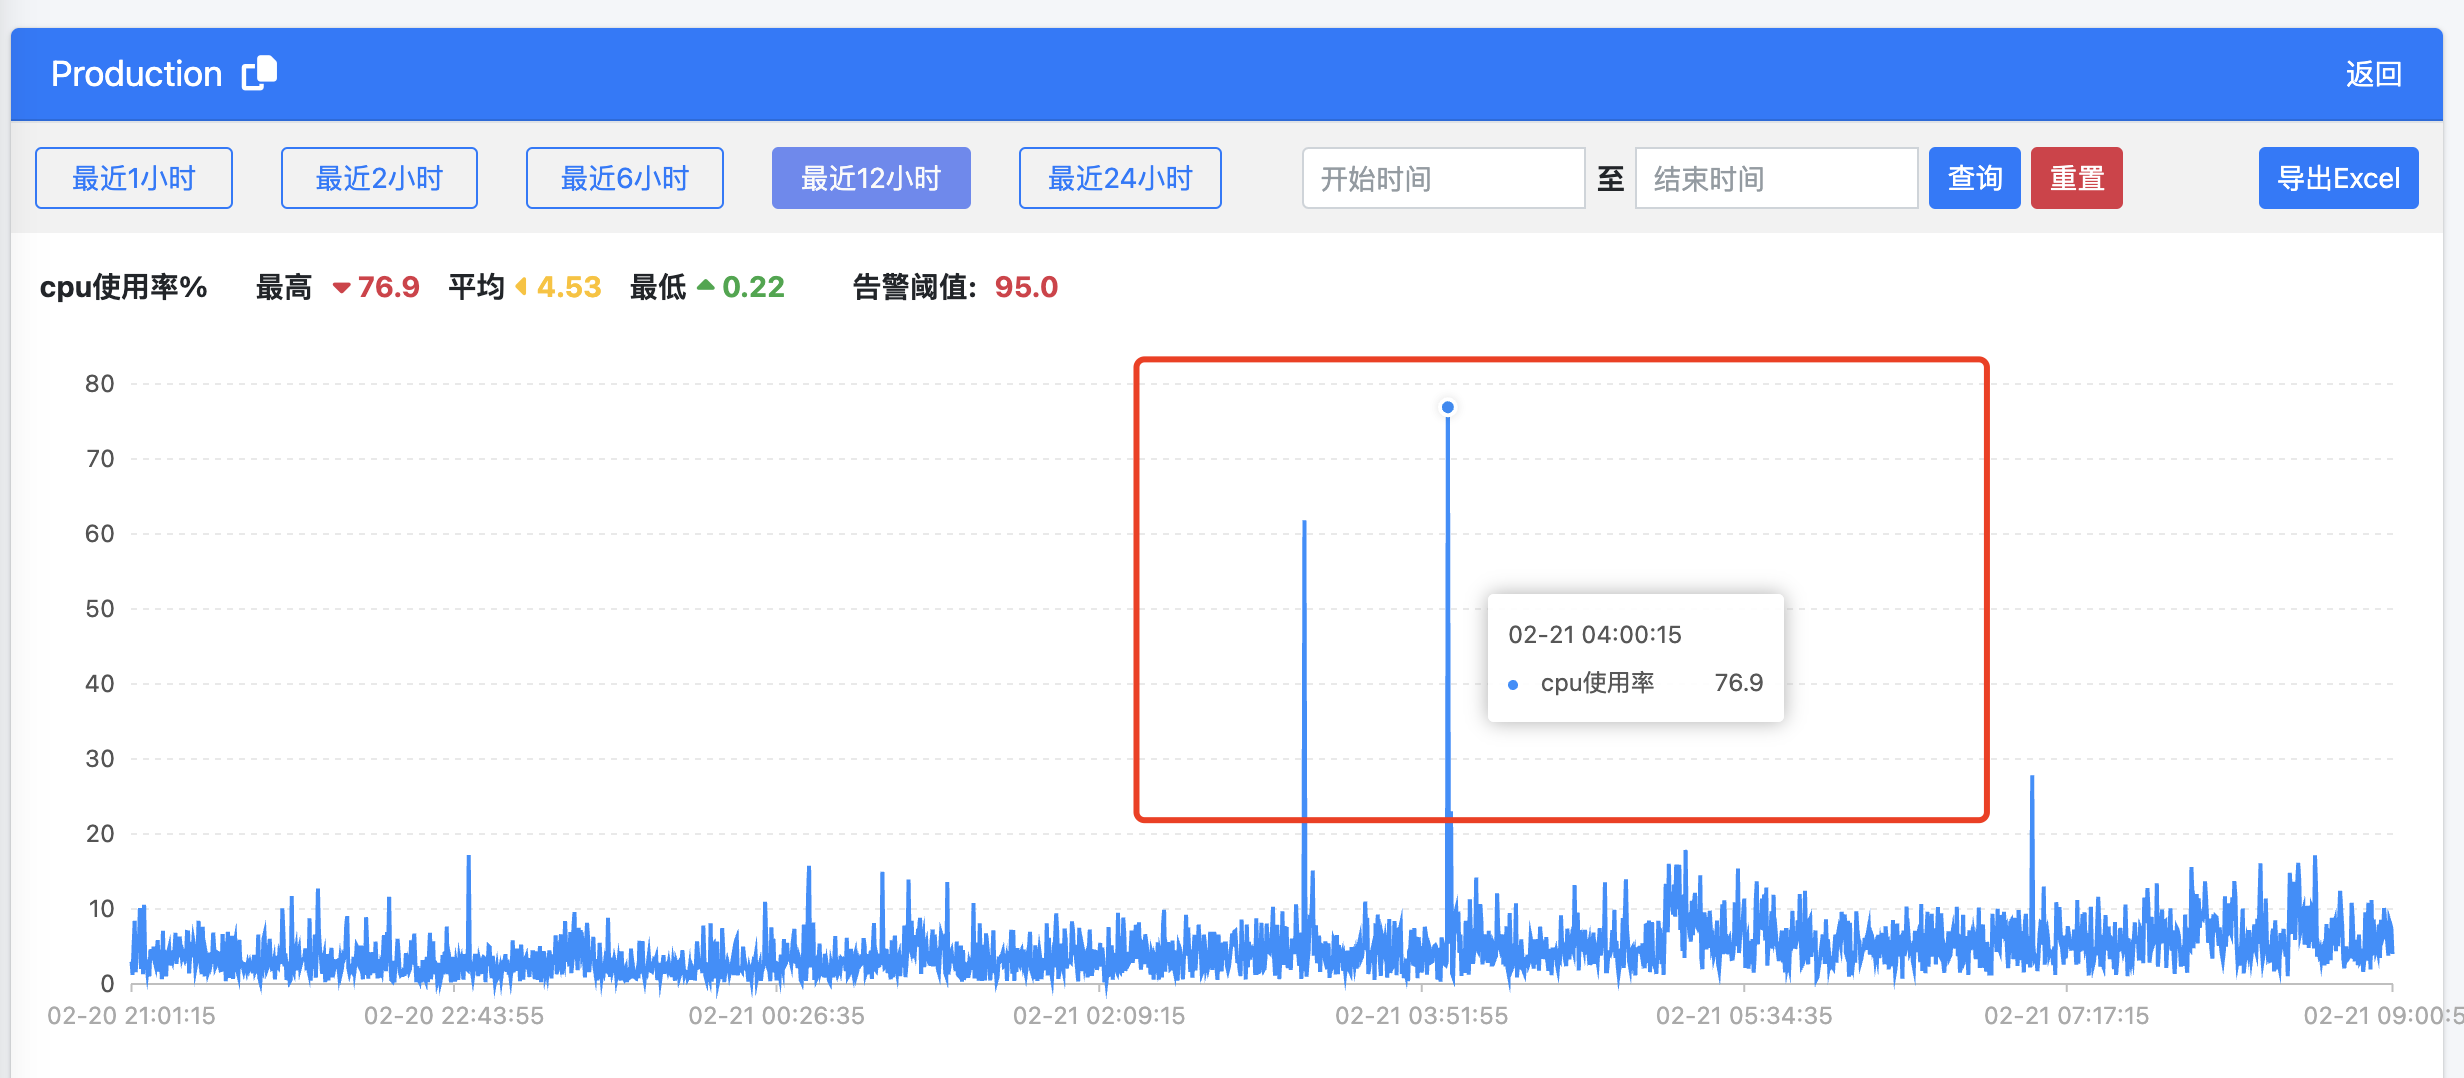 Production
返回
最近1小时 最近2小时 最近6小时 最近12小时 最近24小时 开始时间 至 结束时间 查询 重置 导出Excel
cpu使用率% 最高 76.9 平均 4.53 最低 0.22 告警阈值: 95.0
80
70
60
50
40
30
20
10
0
02-21 04:00:15
cpu使用率 76.9
02-20 21:01:15 02-20 22:43:55 02-21 00:26:35 02-21 02:09:15 02-21 03:51:55 02-21 05:34:35 02-21 07:17:15 02-21 09:00:5